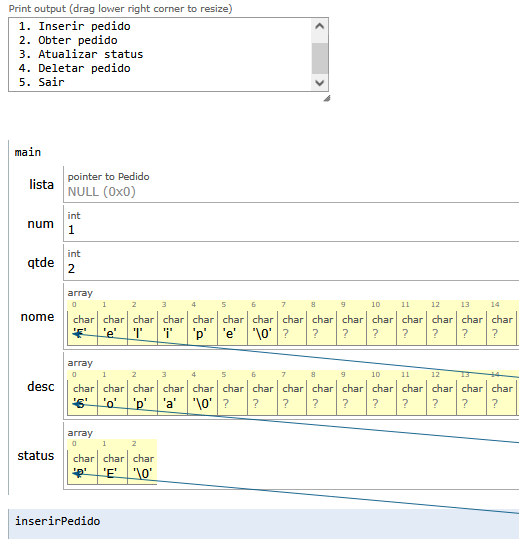 Print output (drag lower right corner to resize)
1. Inserir pedido
2. Obter pedido
3. Atualizar status
4. Deletar pedido
5. Sair
main
lista
pointer to Pedido
NULL (0x0)
num
int
1
qtde
int
2
nome
array
0 1 2 3 4 5 6 7 8 9 10 11 12 13 14
char char char char char char char char char char char char char char char
'F' 'e' 'l' 'i' 'p' 'e' '\0' ? ? ? ? ? ? ? ?
desc
array
0 1 2 3 4 5 6 7 8 9 10 11 12 13 14
char char char char char char char char char char char char char char char
'S' 'o' 'p' 'a' '\0' ? ? ? ? ? ? ? ? ? ?
status
array
0 1 2
char char char
'P' 'E' '\0'
inserirPedido